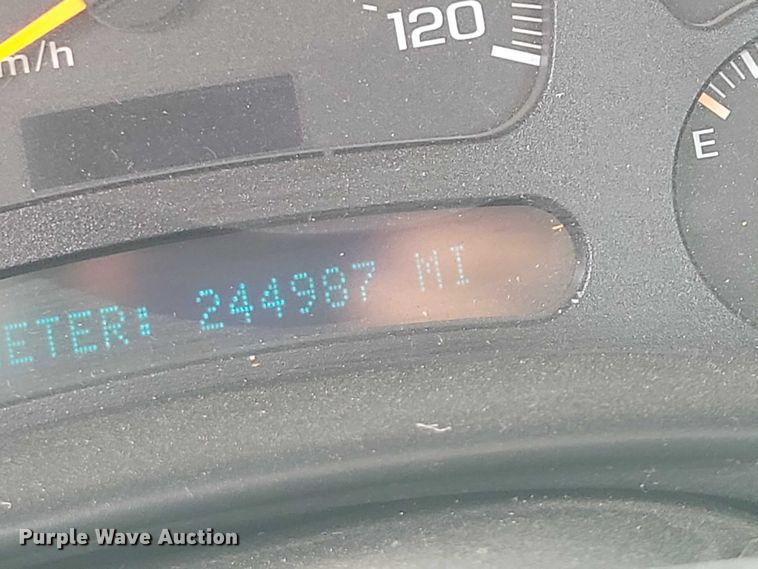 120
m/h
E
ETER: 244987 MI
Purple Wave Auction